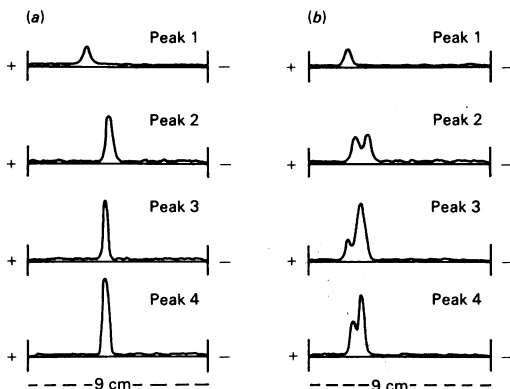 (a) (b)
Peak 1 Peak 1
+ − + −
Peak 2 Peak 2
+ − + −
Peak 3 Peak 3
+ − + −
Peak 4 Peak 4
+ − + −
9 cm 9 cm